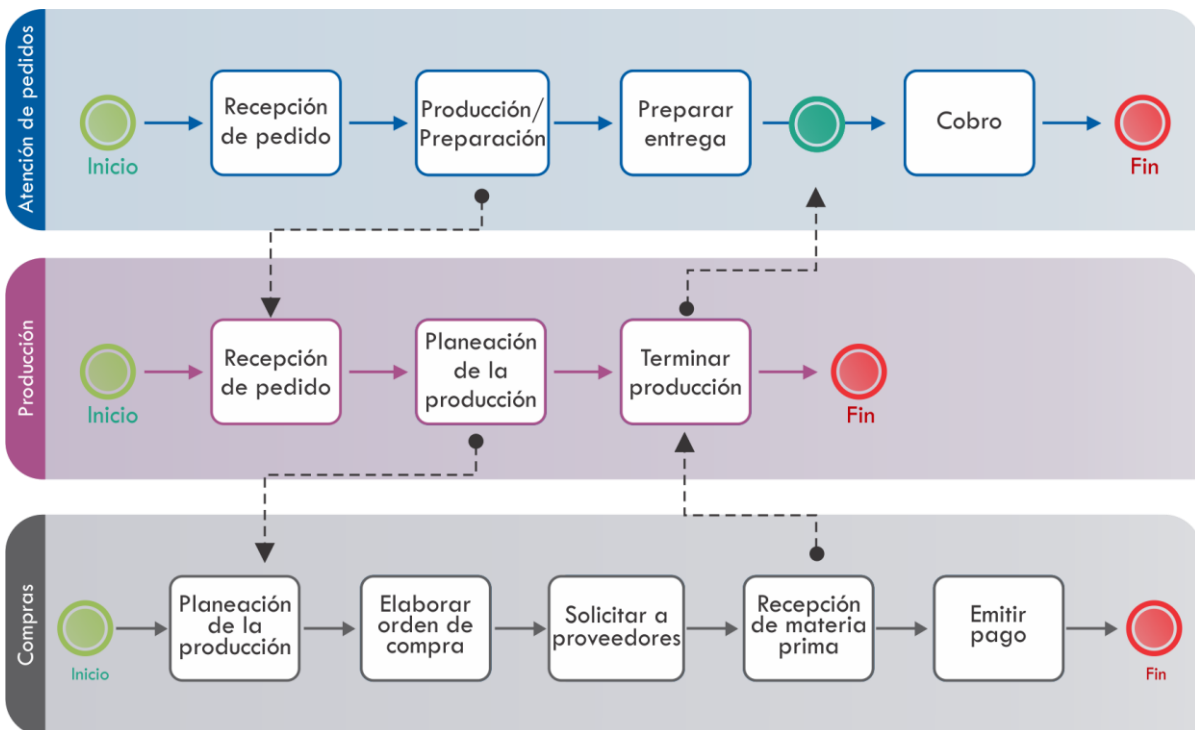 Atención de pedidos
Inicio
Recepción
de pedido
Producción/
Preparación
Preparar
entrega
Cobro
Fin
Producción
Inicio
Recepción
de pedido
Planeación
de la
producción
Terminar
producción
Fin
Compras
Inicio
Planeación
de la
producción
Elaborar
orden de
compra
Solicitar a
proveedores
Recepción
de materia
prima
Emitir
pago
Fin